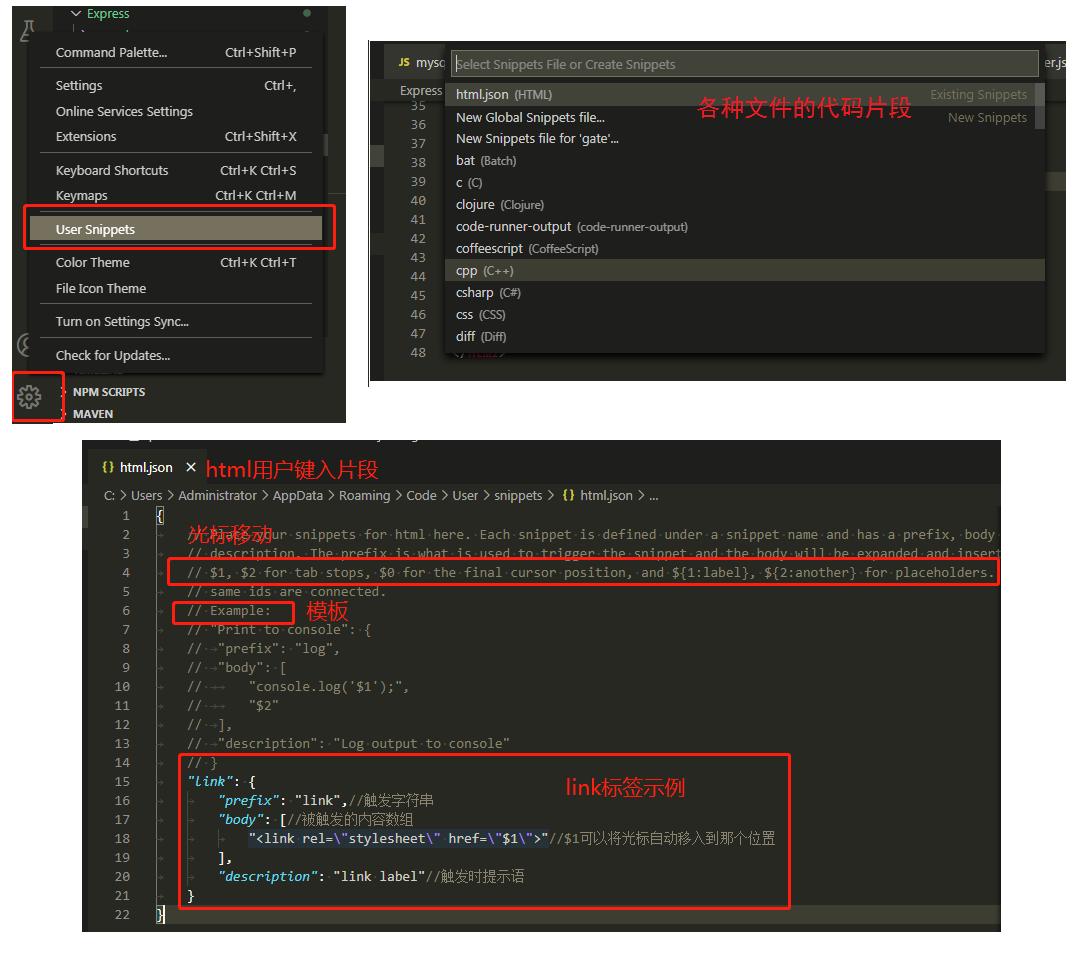 Express
Command Palette... Ctrl+Shift+P
Settings Ctrl+,
Online Services Settings
Extensions Ctrl+Shift+X
Keyboard Shortcuts Ctrl+K Ctrl+S
Keymaps Ctrl+K Ctrl+M
User Snippets
Color Theme Ctrl+K Ctrl+T
File Icon Theme
Turn on Settings Sync...
Check for Updates...
NPM SCRIPTS
MAVEN
JS mysq
Select Snippets File or Create Snippets
er.js
Express
html.json (HTML) Existing Snippets
各种文件的代码片段
35
New Global Snippets file... New Snippets
36
New Snippets file for 'gate'...
37
bat (Batch)
38
c (C)
39
clojure (Clojure)
40
code-runner-output (code-runner-output)
41
coffeescript (CoffeeScript)
42
cpp (C++)
43
csharp (C#)
44
css (CSS)
45
diff (Diff)
46
47
48
{} html.json ×
html用户键入片段
C: > Users > Administrator > AppData > Roaming > Code > User > snippets > {} html.json > ...
1 {
光标移动
2 // Place your snippets for html here. Each snippet is defined under a snippet name and has a prefix, body
3 // description. The prefix is what is used to trigger the snippet and the body will be expanded and insert
4 // $1, $2 for tab stops, $0 for the final cursor position, and ${1:label}, ${2:another} for placeholders.
5 // same ids are connected.
6 // Example:
模板
7 // "Print to console": {
8 // "prefix": "log",
9 // "body": [
10 // "console.log('$1');",
11 // "$2"
12 // ],
13 // "description": "Log output to console"
14 // }
15 "link": {
link标签示例
16 "prefix": "link",//触发字符串
17 "body": [//被触发的内容数组
18 "<link rel=\"stylesheet\" href=\"$1\">"//$1可以将光标自动移入到那个位置
19 ],
20 "description": "link label"//触发时提示语
21 }
22 }